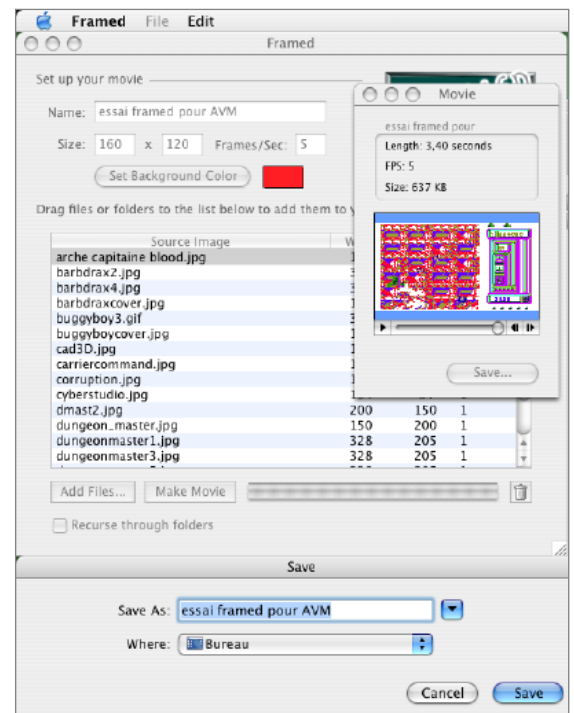 Framed File Edit
Framed
Set up your movie
Name: essai framed pour AVM
Size: 160 x 120 Frames/Sec: 5
Set Background Color
Drag files or folders to the list below to add them to
Movie
essai framed pour
Length: 3,40 seconds
FPS: 5
Size: 637 KB
Save...
Source Image W
arche capitaine blood.jpg
barbdrax2.jpg
barbdrax4.jpg
barbdraxcover.jpg
buggyboy3.gif
buggyboycover.jpg
cad3D.jpg
carriercommand.jpg
corruption.jpg
cyberstudio.jpg
dmast2.jpg 200 150 1
dungeon_master.jpg 150 200 1
dungeonmaster1.jpg 328 205 1
dungeonmaster3.jpg 328 205 1
Add Files... Make Movie
Recurse through folders
Save
Save As: essai framed pour AVM
Where: Bureau
Cancel Save